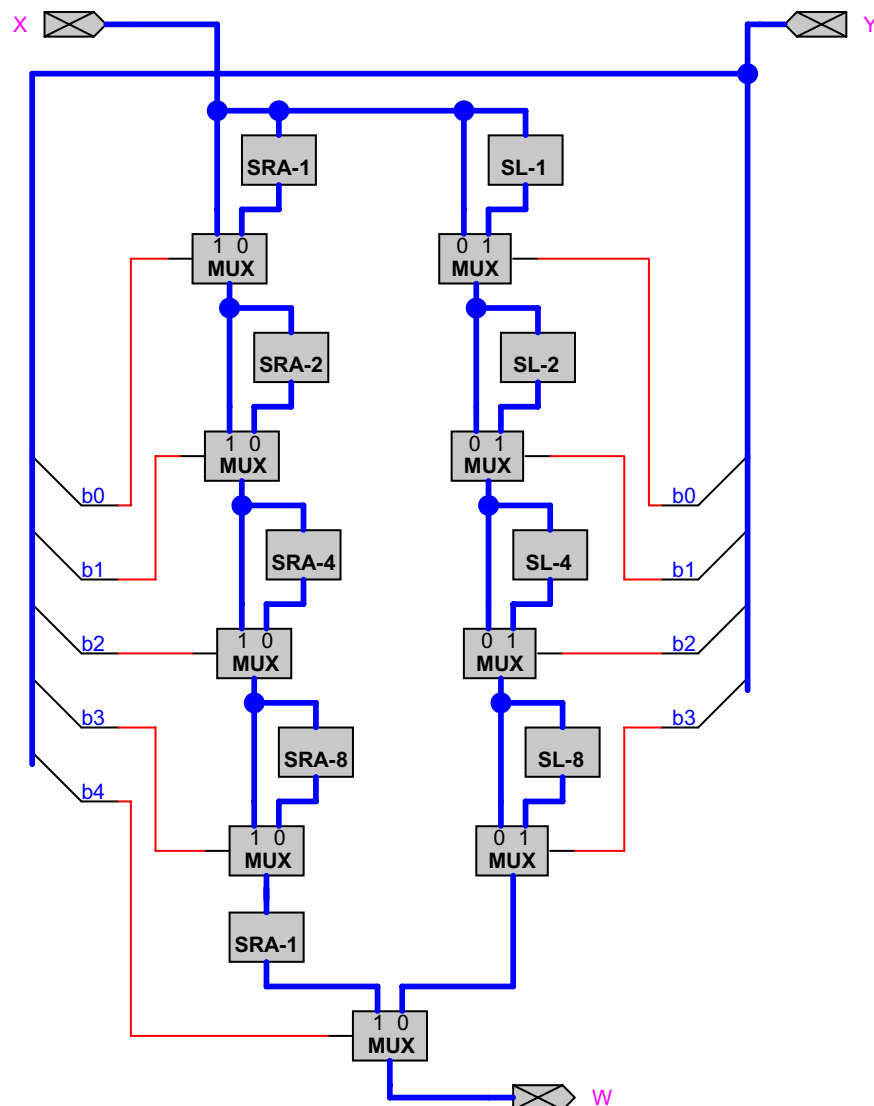 X Y
SRA-1 SL-1
1 0 0 1
MUX MUX
SRA-2 SL-2
1 0 0 1
MUX MUX
b0 b0
SRA-4 SL-4
b1 b1
1 0 0 1
b2 MUX MUX b2
b3 b3
SRA-8 SL-8
b4
1 0 0 1
MUX MUX
SRA-1
1 0
MUX
W